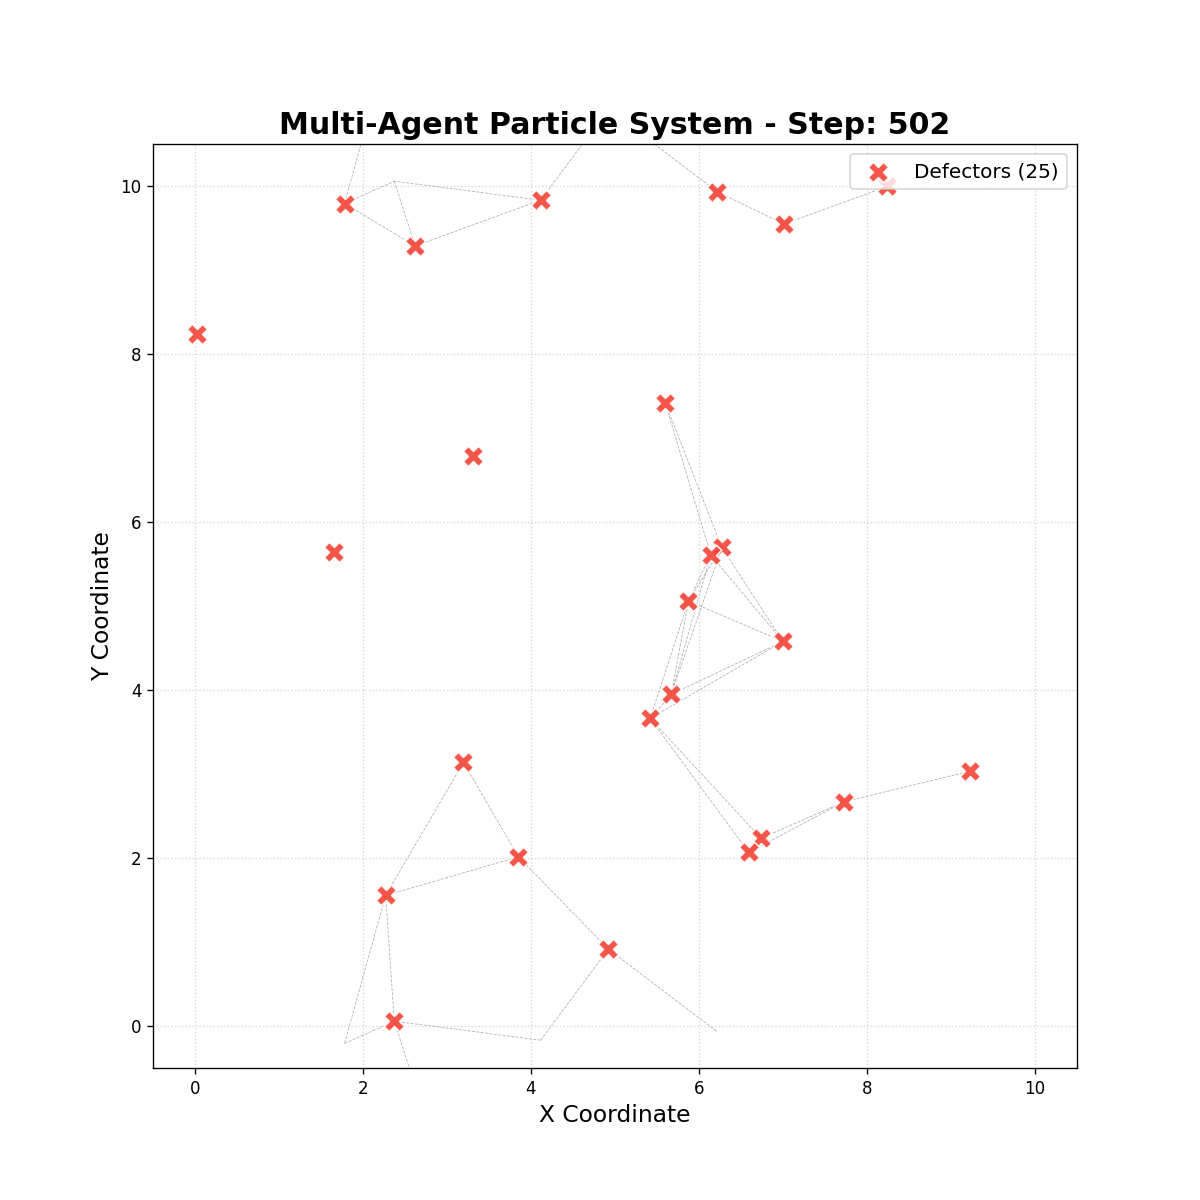 Multi-Agent Particle System - Step: 502
Defectors (25)
10
8
6
4
2
0
Y Coordinate
0 2 4 6 8 10
X Coordinate